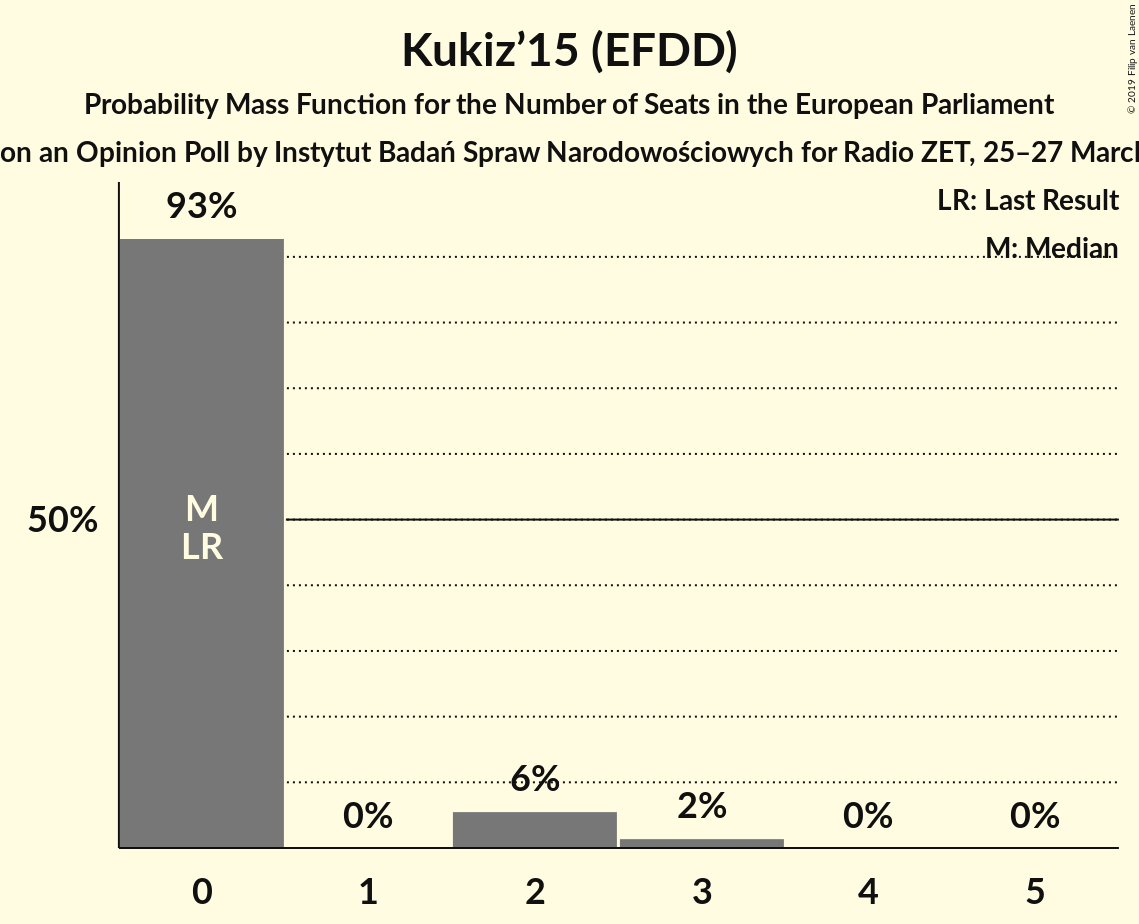 Kukiz’15 (EFDD)
Probability Mass Function for the Number of Seats in the European Parliament
on an Opinion Poll by Instytut Badań Spraw Narodowościowych for Radio ZET, 25–27 March
© 2019 Filip van Laenen
LR: Last Result
M: Median
93%
M
LR
50%
6%
2%
0%
0%
0%
0 1 2 3 4 5